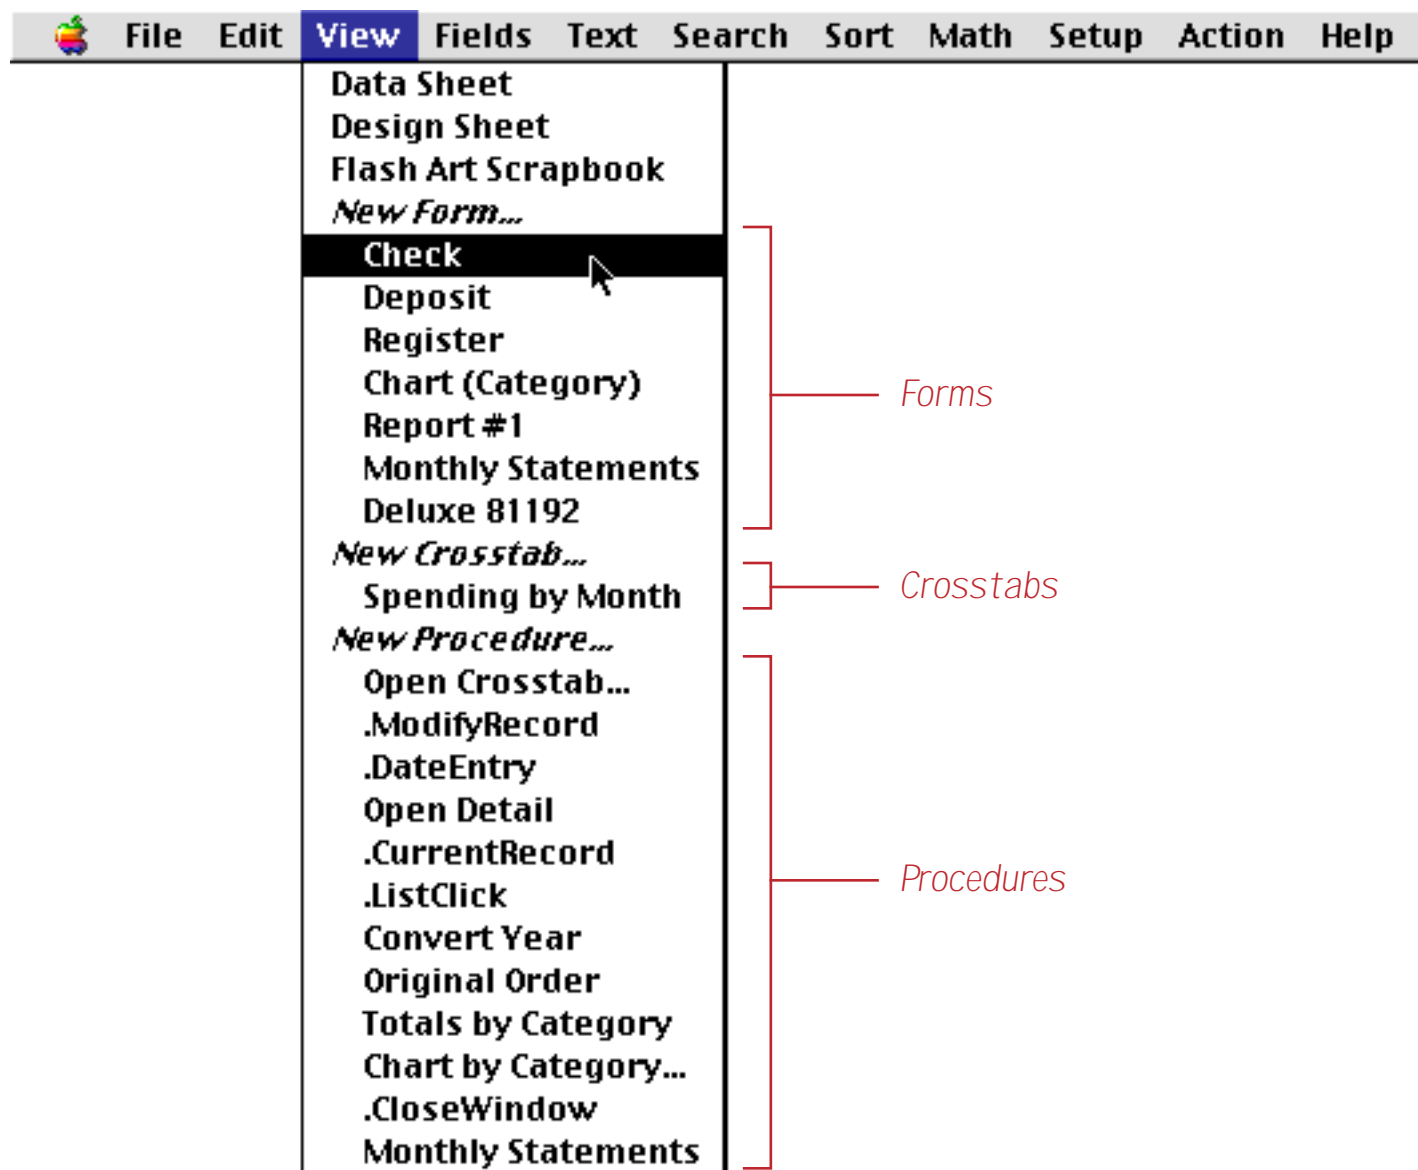 File Edit View Fields Text Search Sort Math Setup Action Help
Data Sheet
Design Sheet
Flash Art Scrapbook
New Form...
Check
Deposit
Register
Chart (Category)
Report #1
Monthly Statements
Deluxe 81192
New Crosstab...
Spending by Month
New Procedure...
Open Crosstab...
.ModifyRecord
.DateEntry
Open Detail
.CurrentRecord
.ListClick
Convert Year
Original Order
Totals by Category
Chart by Category...
.CloseWindow
Monthly Statements
Forms
Crosstabs
Procedures